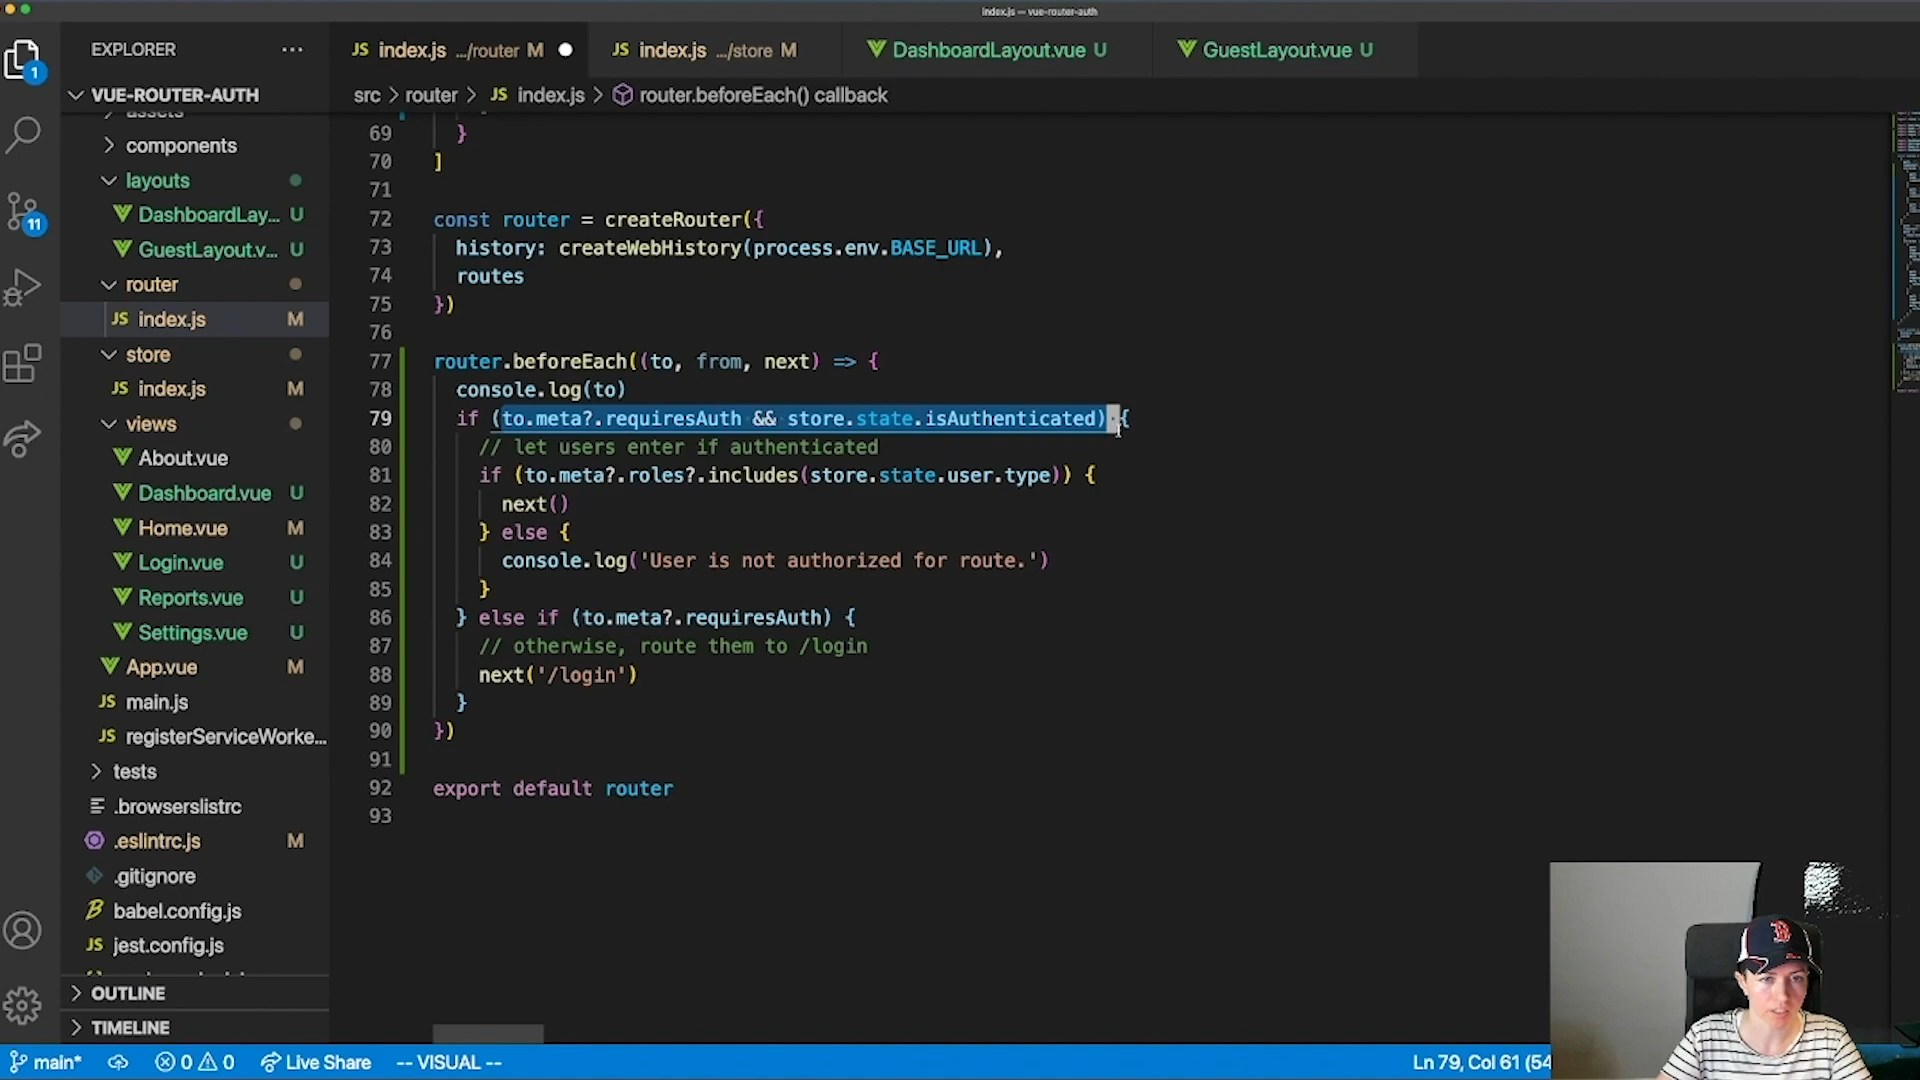 index.js — vue-router-auth
EXPLORER
JS index.js .../router M
JS index.js .../store M
DashboardLayout.vue U
GuestLayout.vue U
1
VUE-ROUTER-AUTH
src > router > JS index.js > router.beforeEach() callback
assets
components
layouts
DashboardLay... U
GuestLayout.v... U
11
router
JS index.js M
store
JS index.js M
views
About.vue
Dashboard.vue U
Home.vue M
Login.vue U
Reports.vue U
Settings.vue U
App.vue M
JS main.js
JS registerServiceWorke...
tests
.browserslistrc
.eslintrc.js M
.gitignore
babel.config.js
JS jest.config.js
OUTLINE
TIMELINE
69 }
70 ]
71
72 const router = createRouter({
73 history: createWebHistory(process.env.BASE_URL),
74 routes
75 })
76
77 router.beforeEach((to, from, next) => {
78 console.log(to)
79 if (to.meta?.requiresAuth && store.state.isAuthenticated) {
80 // let users enter if authenticated
81 if (to.meta?.roles?.includes(store.state.user.type)) {
82 next()
83 } else {
84 console.log('User is not authorized for route.')
85 }
86 } else if (to.meta?.requiresAuth) {
87 // otherwise, route them to /login
88 next('/login')
89 }
90 })
91
92 export default router
93
main* 0 0 Live Share -- VISUAL -- Ln 79, Col 61 (54